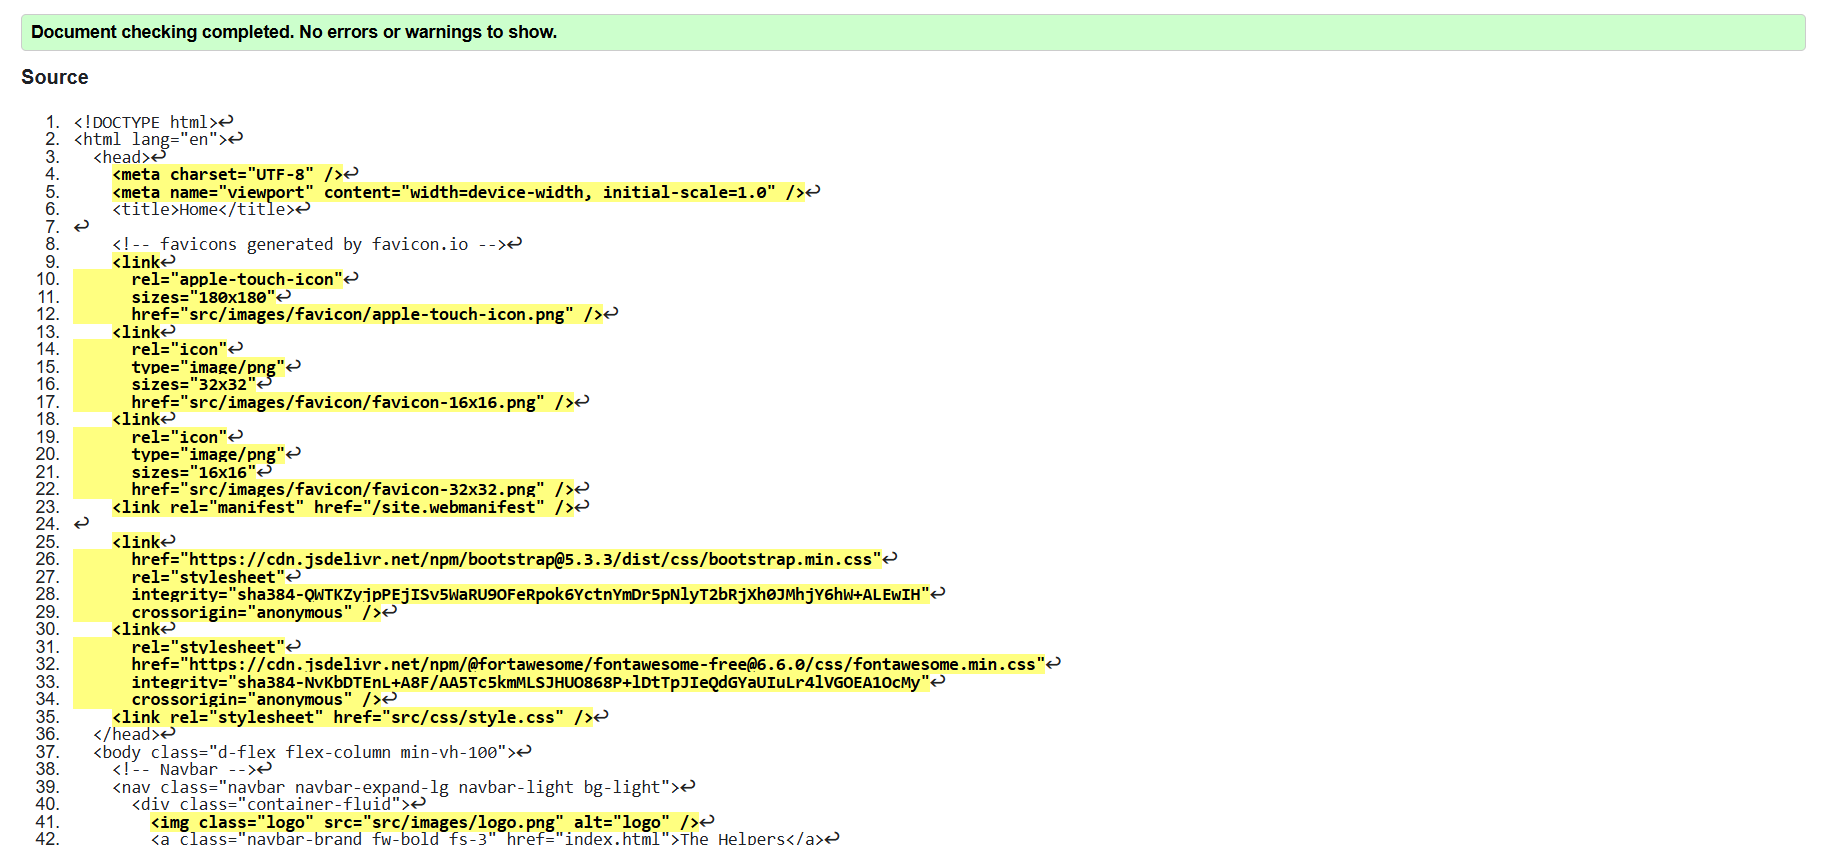 Document checking completed. No errors or warnings to show.
Source
1. <!DOCTYPE html>↩
2. <html lang="en">↩
3.   <head>↩
4.     <meta charset="UTF-8" />↩
5.     <meta name="viewport" content="width=device-width, initial-scale=1.0" />↩
6.     <title>Home</title>↩
7. ↩
8.     <!-- favicons generated by favicon.io -->↩
9.     <link↩
10.       rel="apple-touch-icon"↩
11.       sizes="180x180"↩
12.       href="src/images/favicon/apple-touch-icon.png" />↩
13.     <link↩
14.       rel="icon"↩
15.       type="image/png"↩
16.       sizes="32x32"↩
17.       href="src/images/favicon/favicon-16x16.png" />↩
18.     <link↩
19.       rel="icon"↩
20.       type="image/png"↩
21.       sizes="16x16"↩
22.       href="src/images/favicon/favicon-32x32.png" />↩
23.     <link rel="manifest" href="/site.webmanifest" />↩
24. ↩
25.     <link↩
26.       href="https://cdn.jsdelivr.net/npm/bootstrap@5.3.3/dist/css/bootstrap.min.css"↩
27.       rel="stylesheet"↩
28.       integrity="sha384-QWTKZyjpPEjISv5WaRU9OFeRpok6YctnYmDr5pNlyT2bRjXh0JMhjY6hW+ALEwIH"↩
29.       crossorigin="anonymous" />↩
30.     <link↩
31.       rel="stylesheet"↩
32.       href="https://cdn.jsdelivr.net/npm/@fortawesome/fontawesome-free@6.6.0/css/fontawesome.min.css"↩
33.       integrity="sha384-NvKbDTEnL+A8F/AA5Tc5kmMLSJHUO868P+lDtTpJIeQdGYaUIuLr4lVGOEA1OcMy"↩
34.       crossorigin="anonymous" />↩
35.     <link rel="stylesheet" href="src/css/style.css" />↩
36.   </head>↩
37.   <body class="d-flex flex-column min-vh-100">↩
38.     <!-- Navbar -->↩
39.     <nav class="navbar navbar-expand-lg navbar-light bg-light">↩
40.       <div class="container-fluid">↩
41.         <img class="logo" src="src/images/logo.png" alt="logo" />↩
42.         <a class="navbar-brand fw-bold fs-3" href="index.html">The Helpers</a>↩